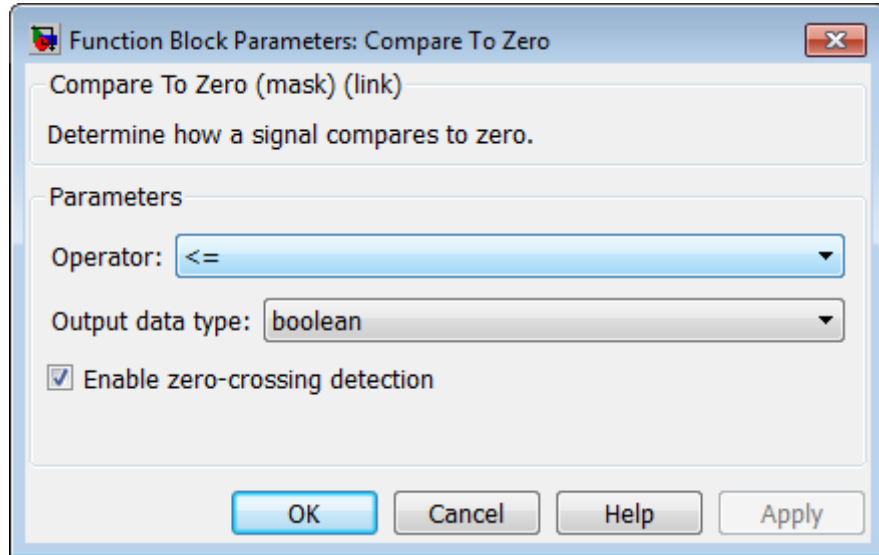 Function Block Parameters: Compare To Zero
Compare To Zero (mask) (link)
Determine how a signal compares to zero.
Parameters
Operator: <=
Output data type: boolean
Enable zero-crossing detection
OK Cancel Help Apply